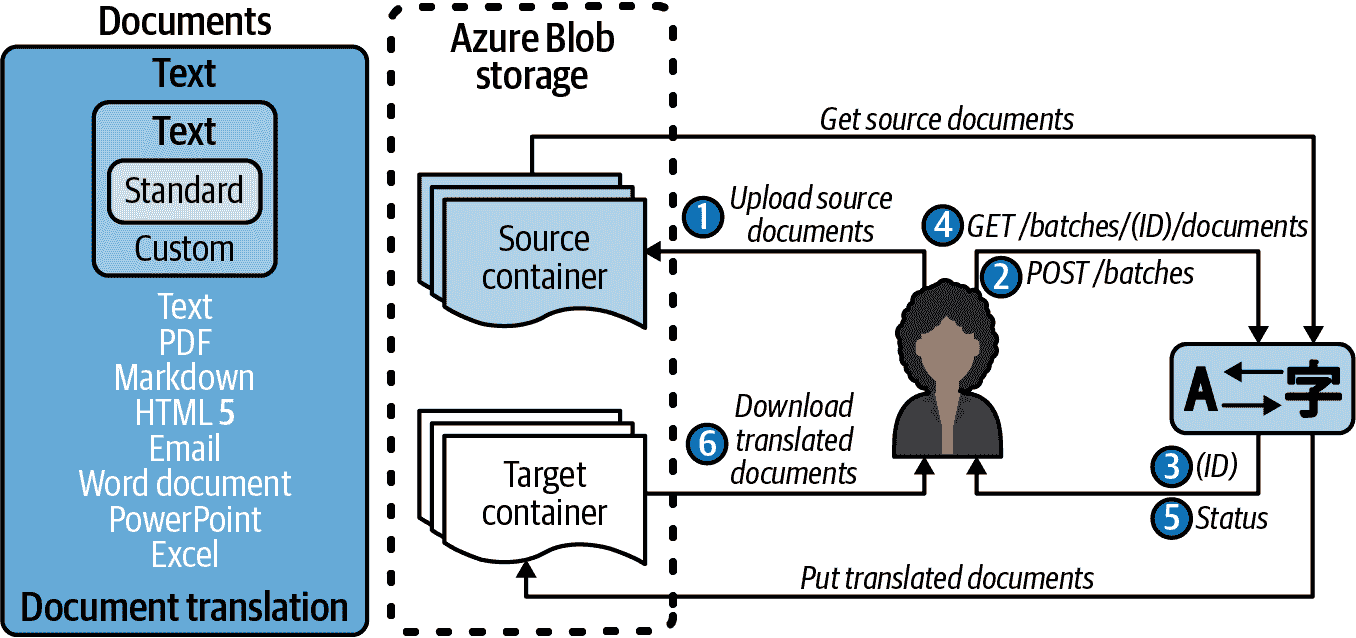 Documents
Text
Text
Standard
Custom
Text
PDF
Markdown
HTML 5
Email
Word document
PowerPoint
Excel
Document translation
Azure Blob
storage
Source
container
Target
container
Get source documents
1 Upload source
documents
4 GET /batches/(ID)/documents
2 POST /batches
A 字
3 (ID)
5 Status
6 Download
translated
documents
Put translated documents